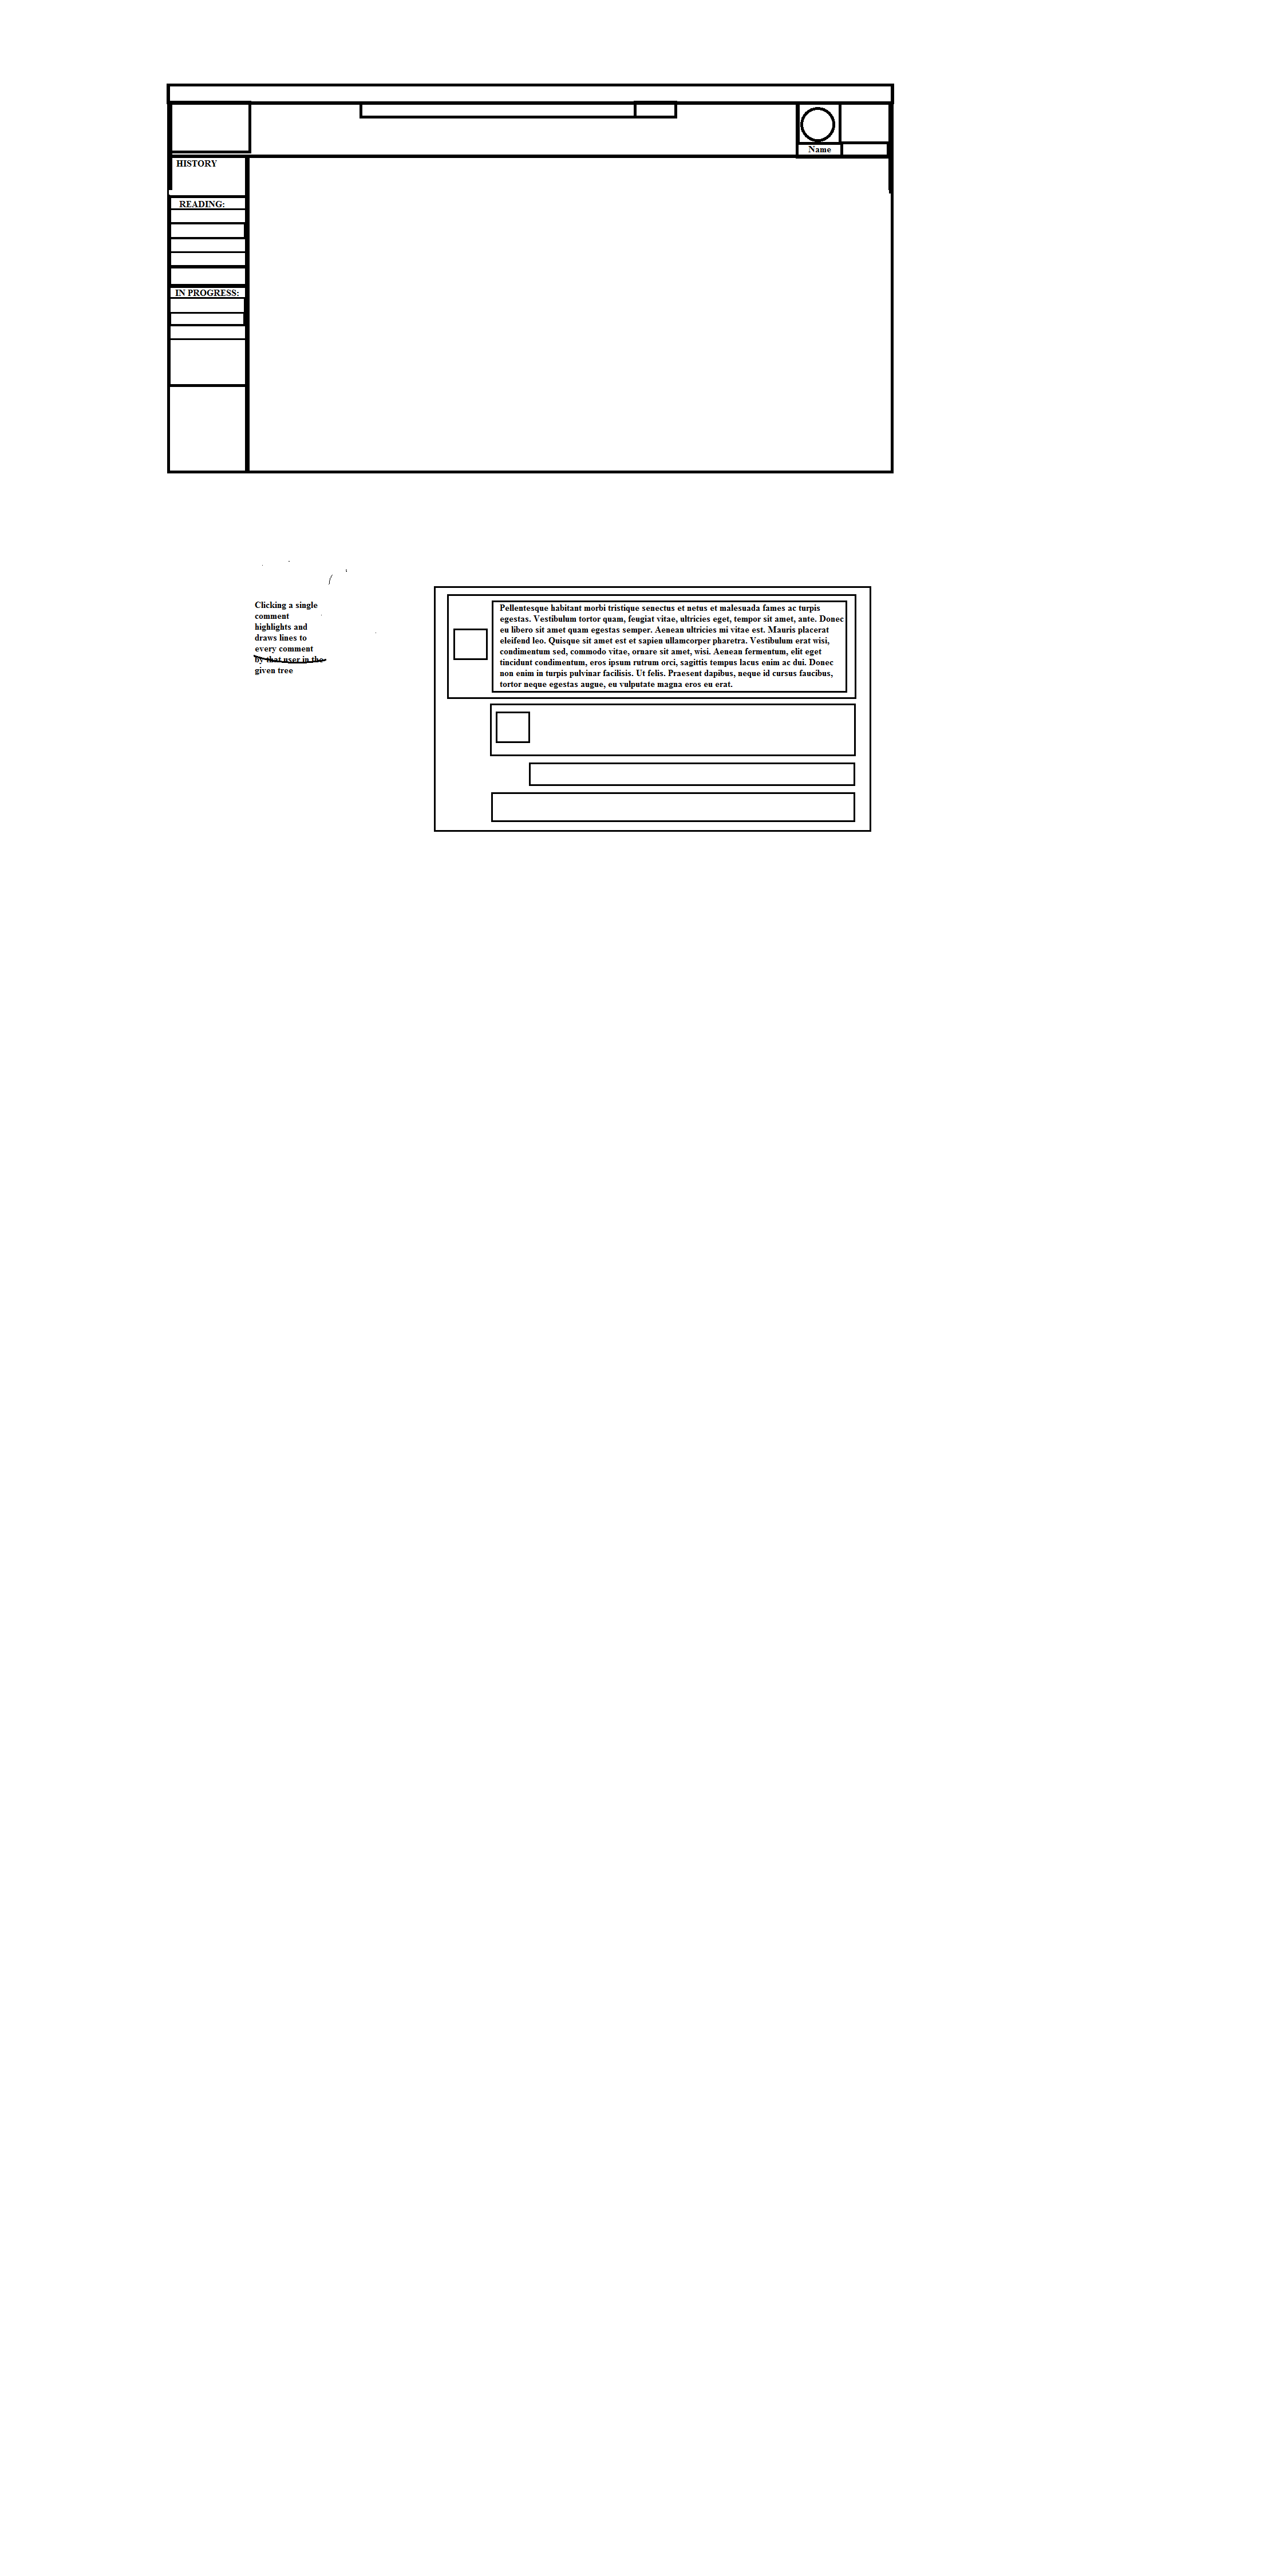 Name
HISTORY
READING:
IN PROGRESS:
Clicking a single
comment
highlights and
draws lines to
every comment
by that user in the
given tree
Pellentesque habitant morbi tristique senectus et netus et malesuada fames ac turpis
egestas. Vestibulum tortor quam, feugiat vitae, ultricies eget, tempor sit amet, ante. Donec
eu libero sit amet quam egestas semper. Aenean ultricies mi vitae est. Mauris placerat
eleifend leo. Quisque sit amet est et sapien ullamcorper pharetra. Vestibulum erat wisi,
condimentum sed, commodo vitae, ornare sit amet, wisi. Aenean fermentum, elit eget
tincidunt condimentum, eros ipsum rutrum orci, sagittis tempus lacus enim ac dui. Donec
non enim in turpis pulvinar facilisis. Ut felis. Praesent dapibus, neque id cursus faucibus,
tortor neque egestas augue, eu vulputate magna eros eu erat.